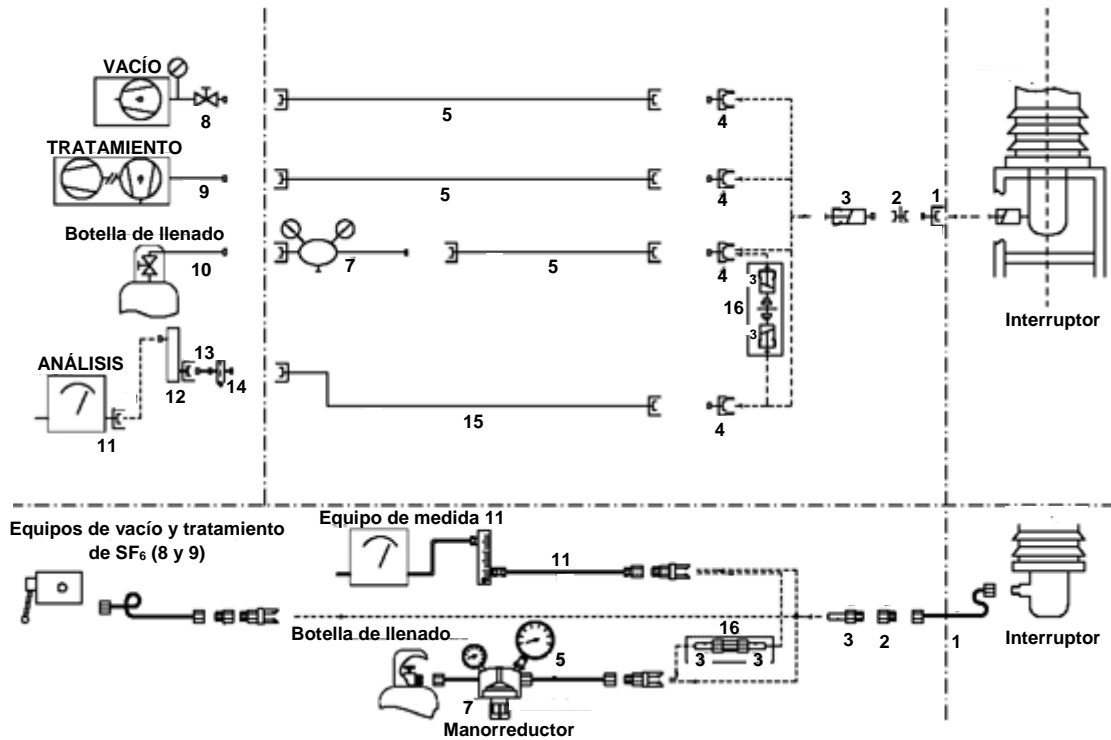 VACÍO
8
5
4
TRATAMIENTO
9
5
4
3
2
1
Botella de llenado
10
7
5
4
3
16
3
Interruptor
ANÁLISIS
13
12
14
11
15
4
Equipos de vacío y tratamiento
de SF₆ (8 y 9)
Equipo de medida 11
11
Botella de llenado
5
16
3
3
7
Manorreductor
3
2
1
Interruptor